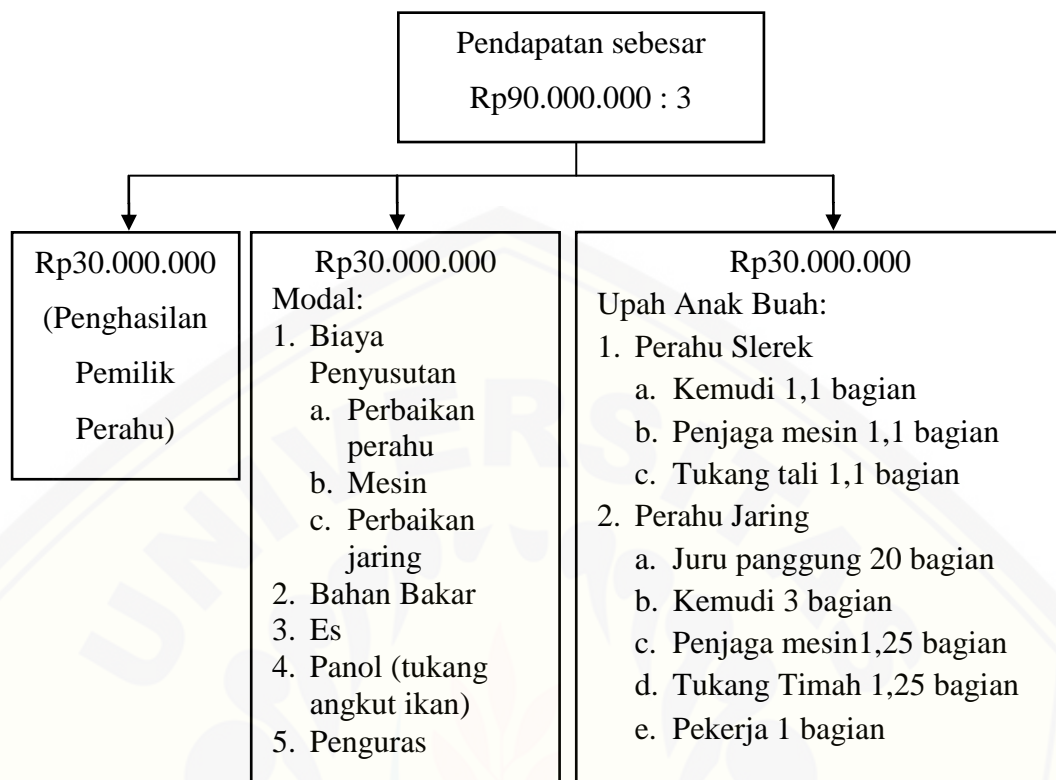 Pendapatan sebesar
Rp90.000.000 : 3
Rp30.000.000
(Penghasilan
Pemilik
Perahu)
Rp30.000.000
Modal:
1. Biaya
Penyusutan
a. Perbaikan
perahu
b. Mesin
c. Perbaikan
jaring
2. Bahan Bakar
3. Es
4. Panol (tukang
angkut ikan)
5. Penguras
Rp30.000.000
Upah Anak Buah:
1. Perahu Slerek
a. Kemudi 1,1 bagian
b. Penjaga mesin 1,1 bagian
c. Tukang tali 1,1 bagian
2. Perahu Jaring
a. Juru panggung 20 bagian
b. Kemudi 3 bagian
c. Penjaga mesin1,25 bagian
d. Tukang Timah 1,25 bagian
e. Pekerja 1 bagian
UNIVERSITAS